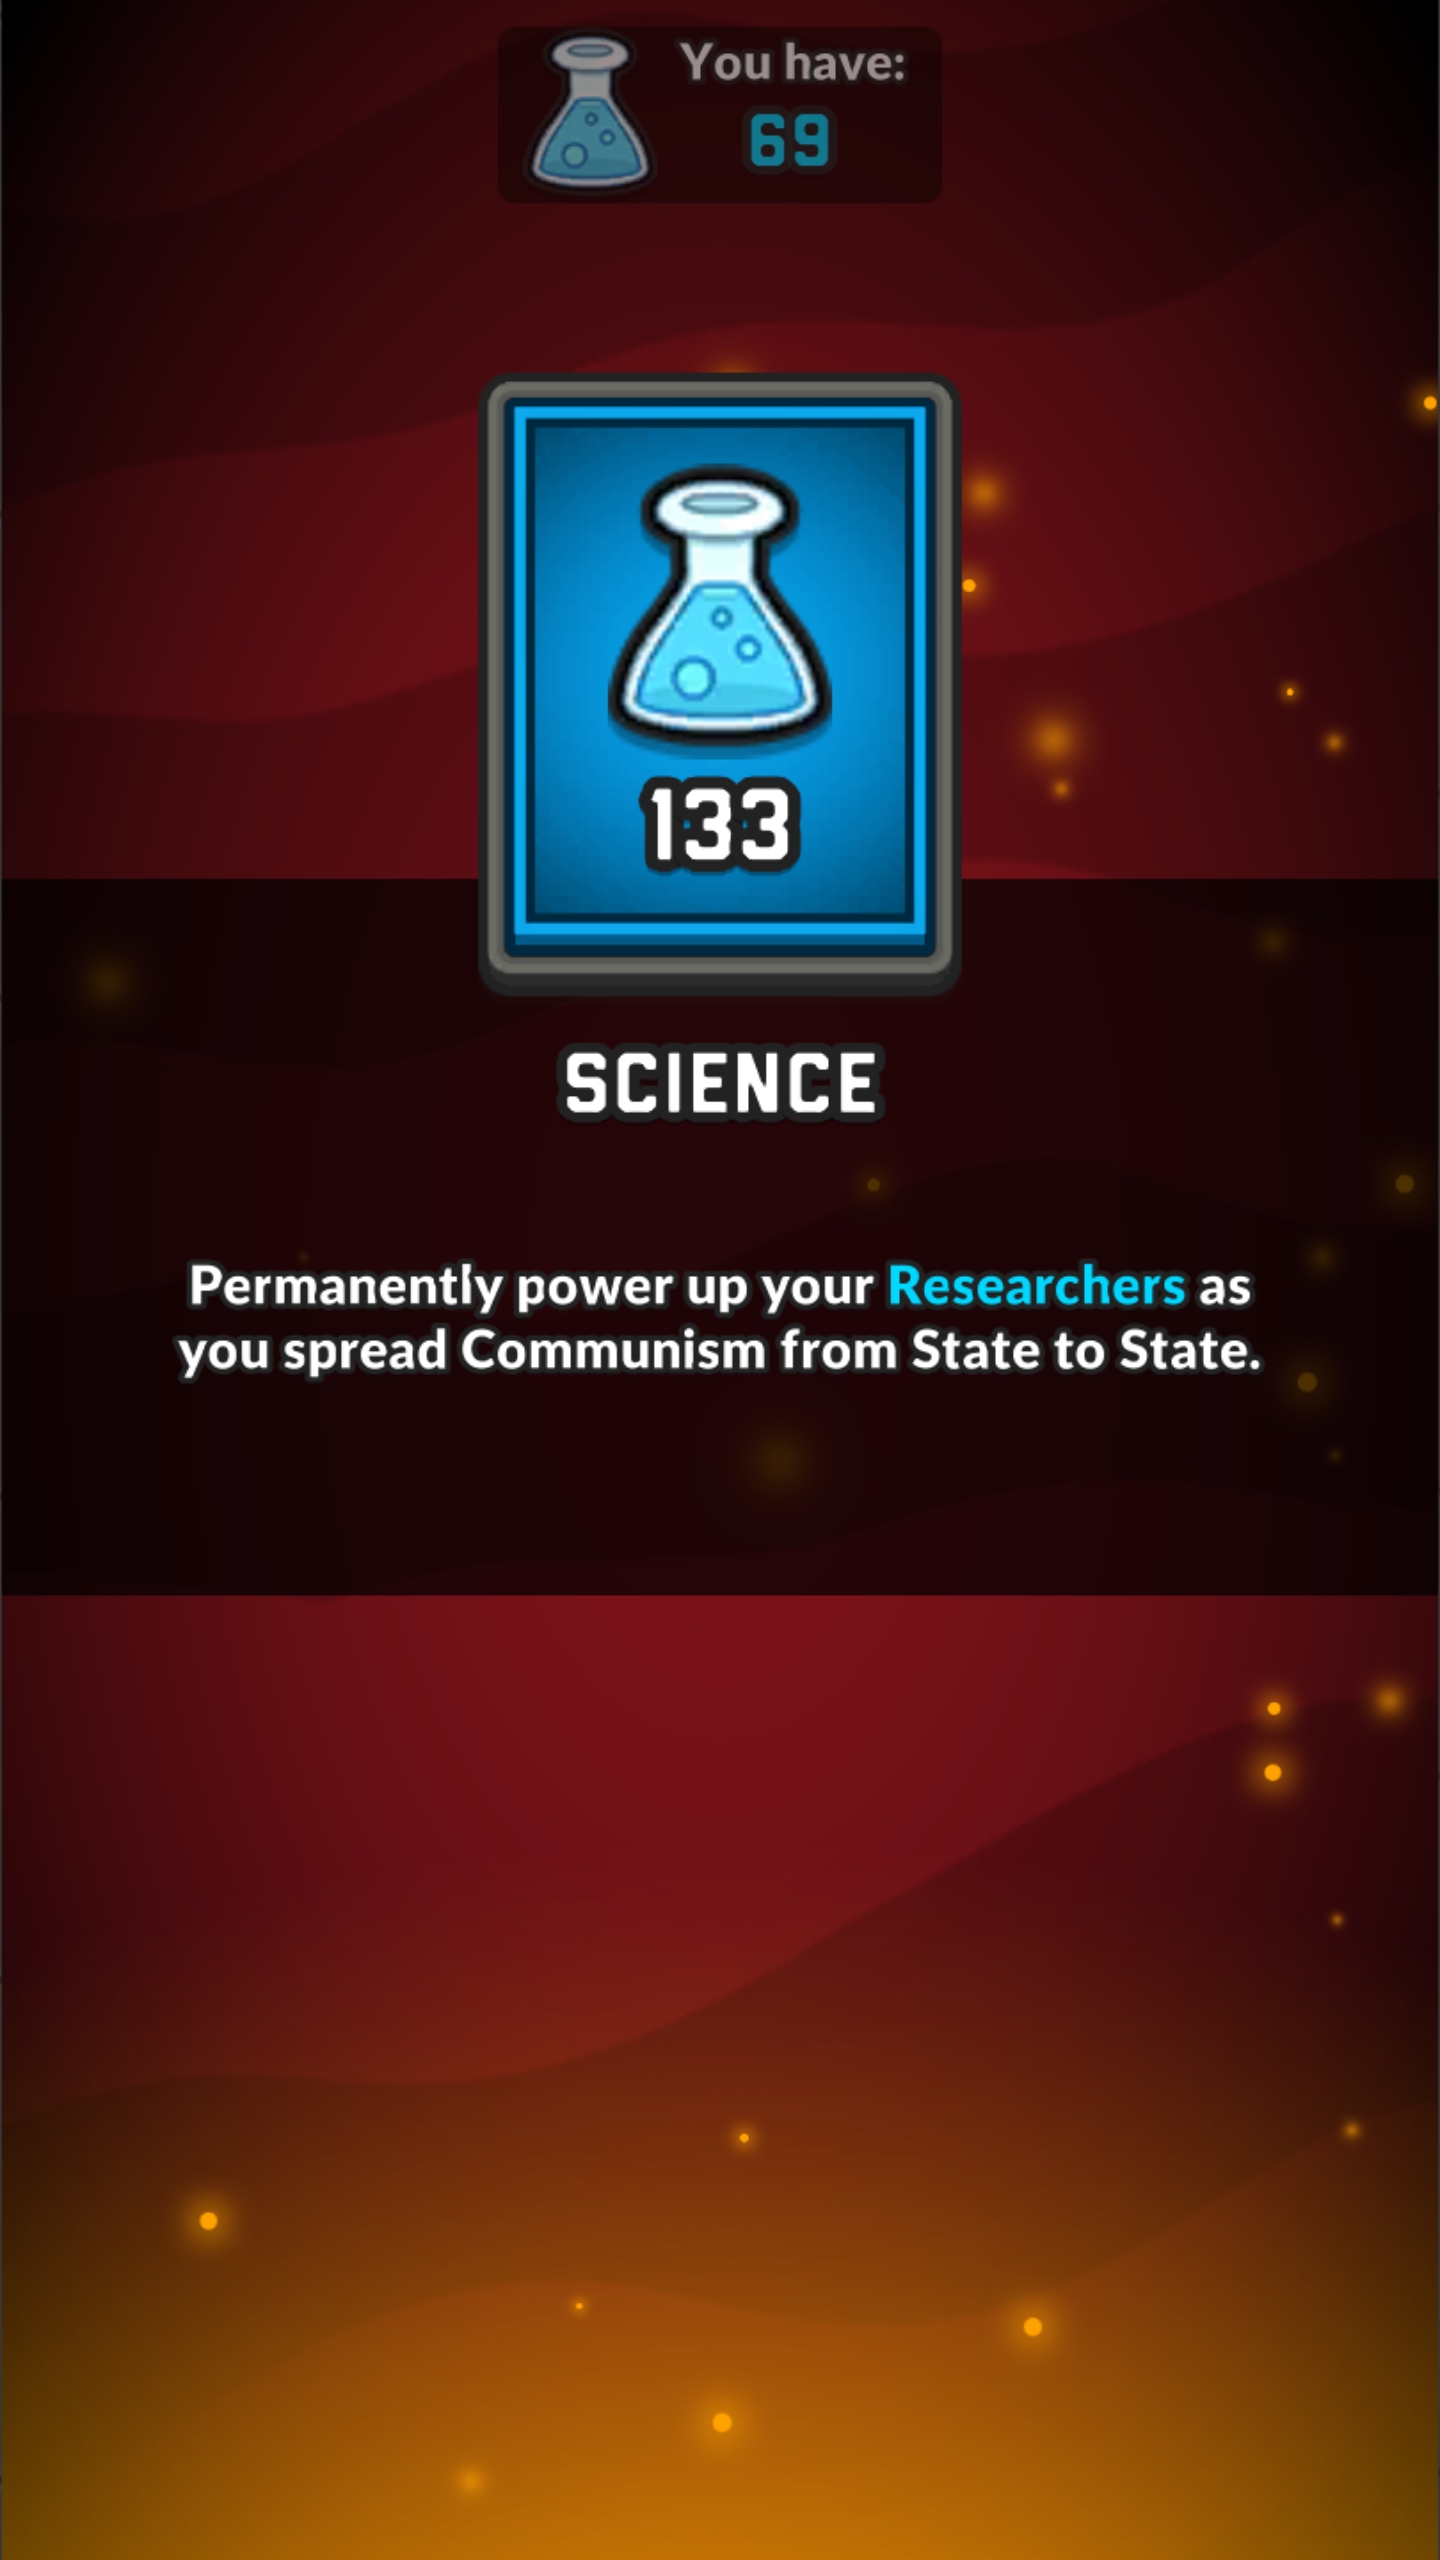 You have:
69
133
SCIENCE
Permanently power up your Researchers as
you spread Communism from State to State.